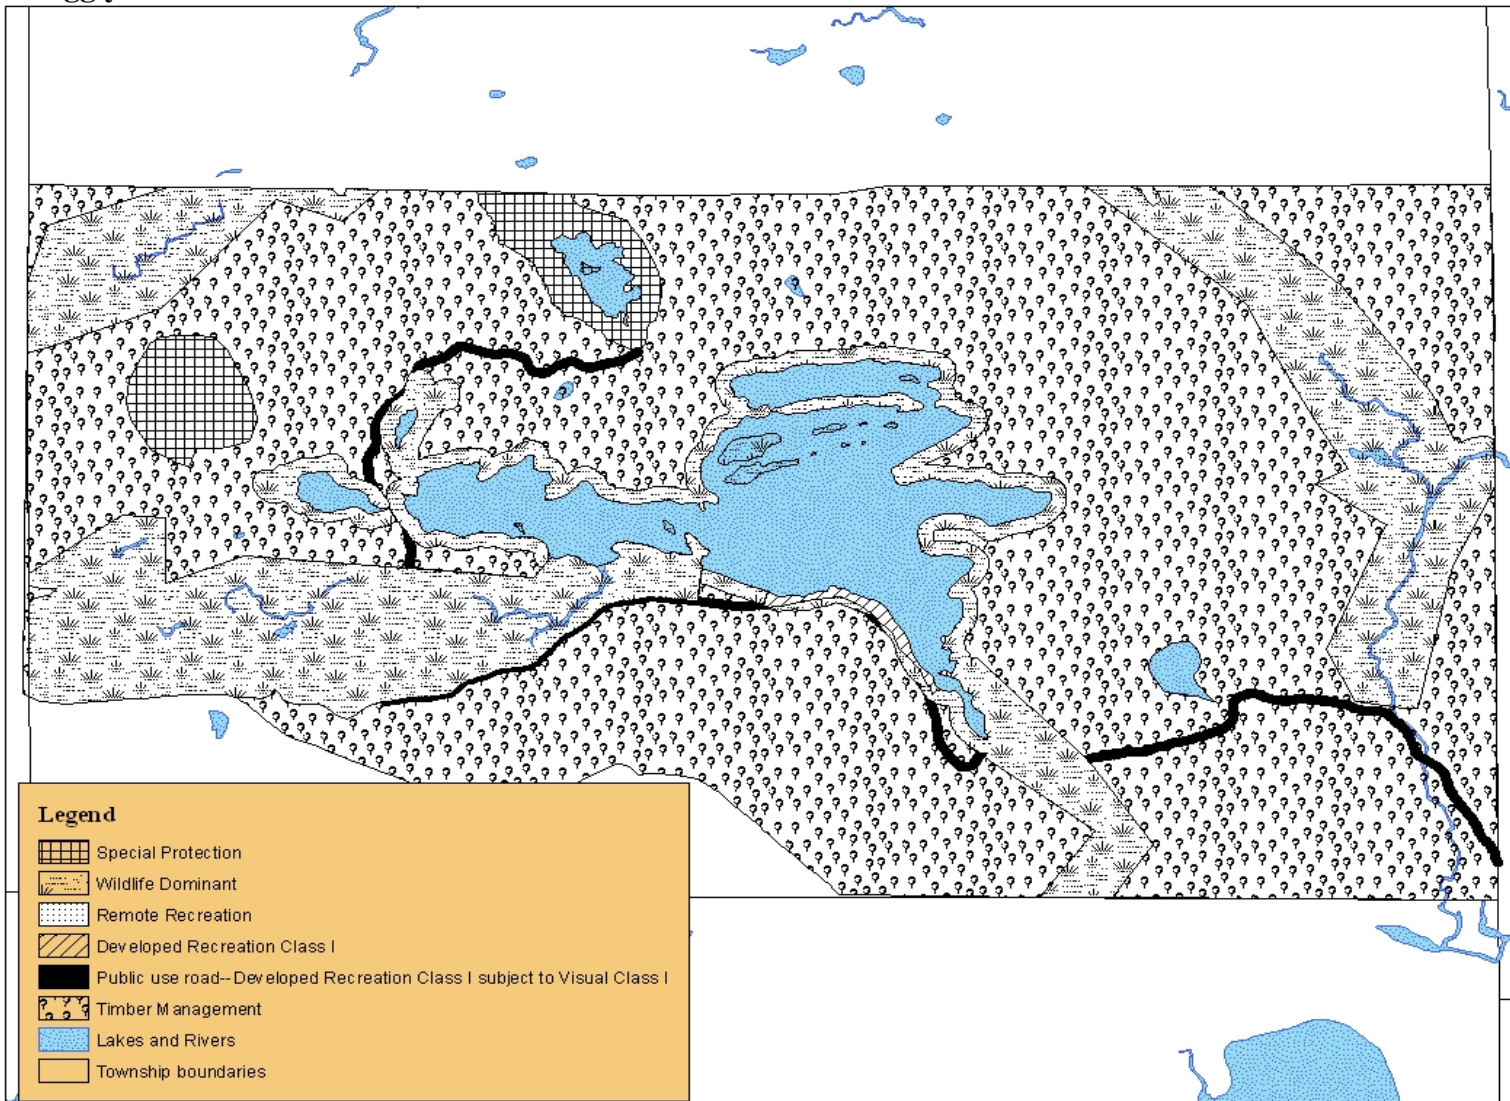 Legend
Special Protection
Wildlife Dominant
Remote Recreation
Developed Recreation Class I
Public use road--Developed Recreation Class I subject to Visual Class I
Timber Management
Lakes and Rivers
Township boundaries